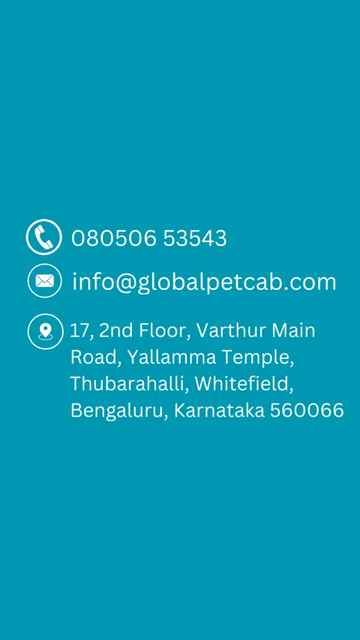 080506 53543
info@globalpetcab.com
17, 2nd Floor, Varthur Main
Road, Yallamma Temple,
Thubarahalli, Whitefield,
Bengaluru, Karnataka 560066